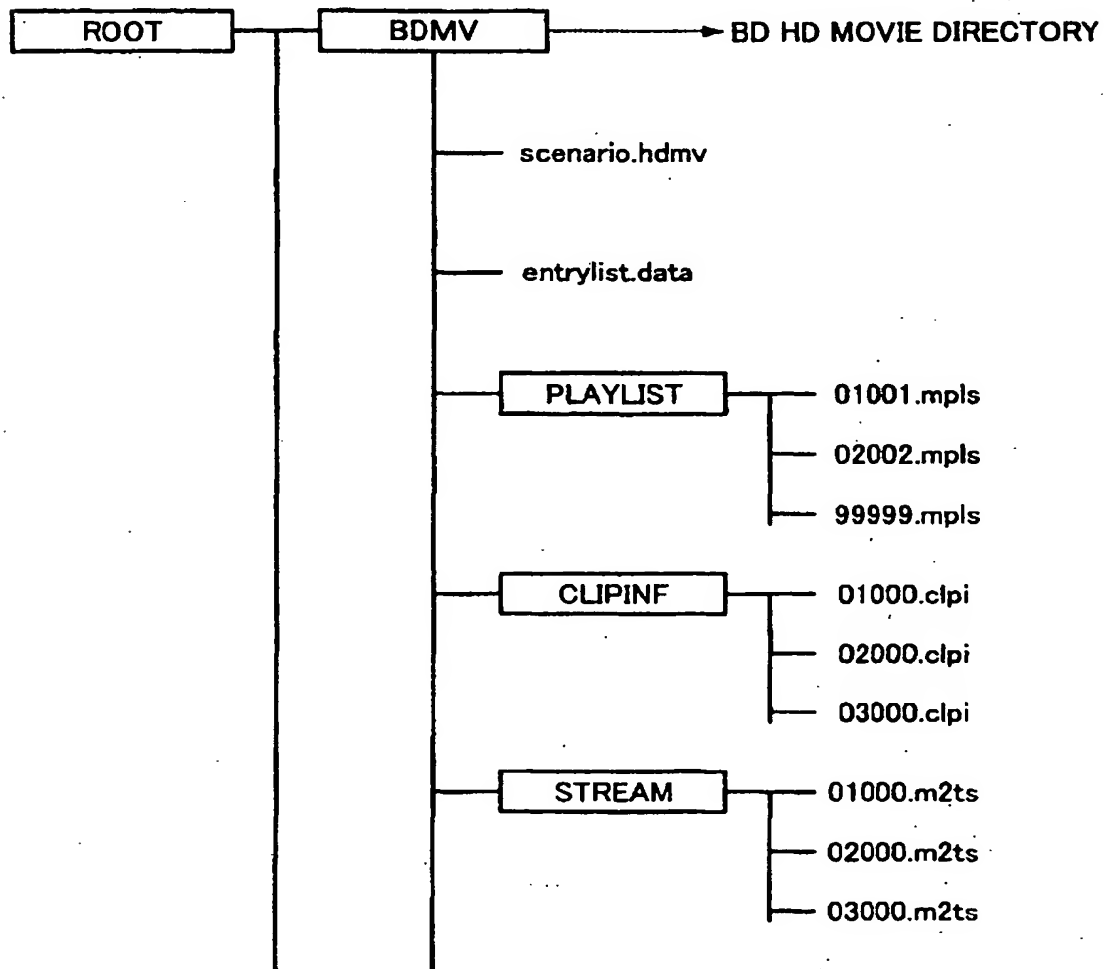 ROOT BDMV BD HD MOVIE DIRECTORY
scenario.hdmv
entrylist.data
PLAYLIST 01001.mpls
02002.mpls
99999.mpls
CLIPINF 01000.clpi
02000.clpi
03000.clpi
STREAM 01000.m2ts
02000.m2ts
03000.m2ts